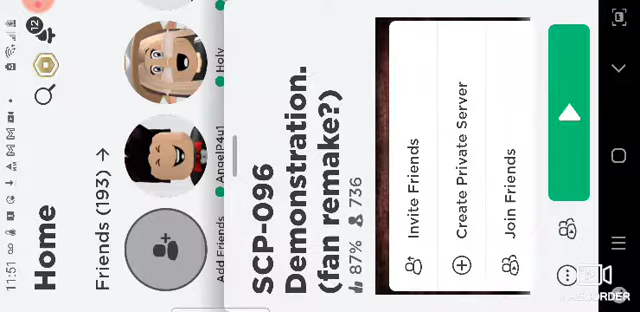 11:51
12
Home
Friends (193) →
Add Friends
AngelP4u1
Holy
SCP-096
Demonstration.
(fan remake?)
87% 736
Invite Friends
Create Private Server
Join Friends
RECORDER